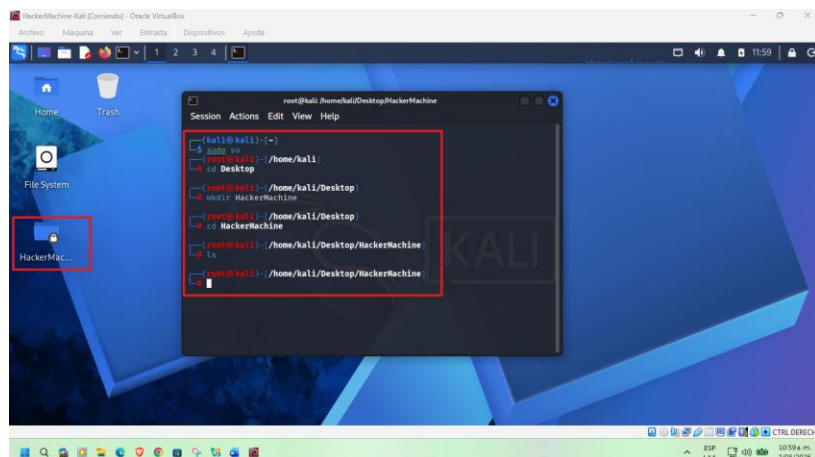 HackerMachine-Kali [Corriendo] - Oracle VirtualBox
Archivo Máquina Ver Entrada Dispositivos Ayuda
1 2 3 4
11:59
Home
Trash
File System
HackerMac...
root@kali: /home/kali/Desktop/HackerMachine
Session Actions Edit View Help
(kali㉿kali)-[~]
$ sudo su
(root㉿kali)-[/home/kali]
# cd Desktop
(root㉿kali)-[/home/kali/Desktop]
# mkdir HackerMachine
(root㉿kali)-[/home/kali/Desktop]
# cd HackerMachine
(root㉿kali)-[/home/kali/Desktop/HackerMachine]
# ls
(root㉿kali)-[/home/kali/Desktop/HackerMachine]
#
KALI
CTRL DERECH
ESP
10:59 a. m.